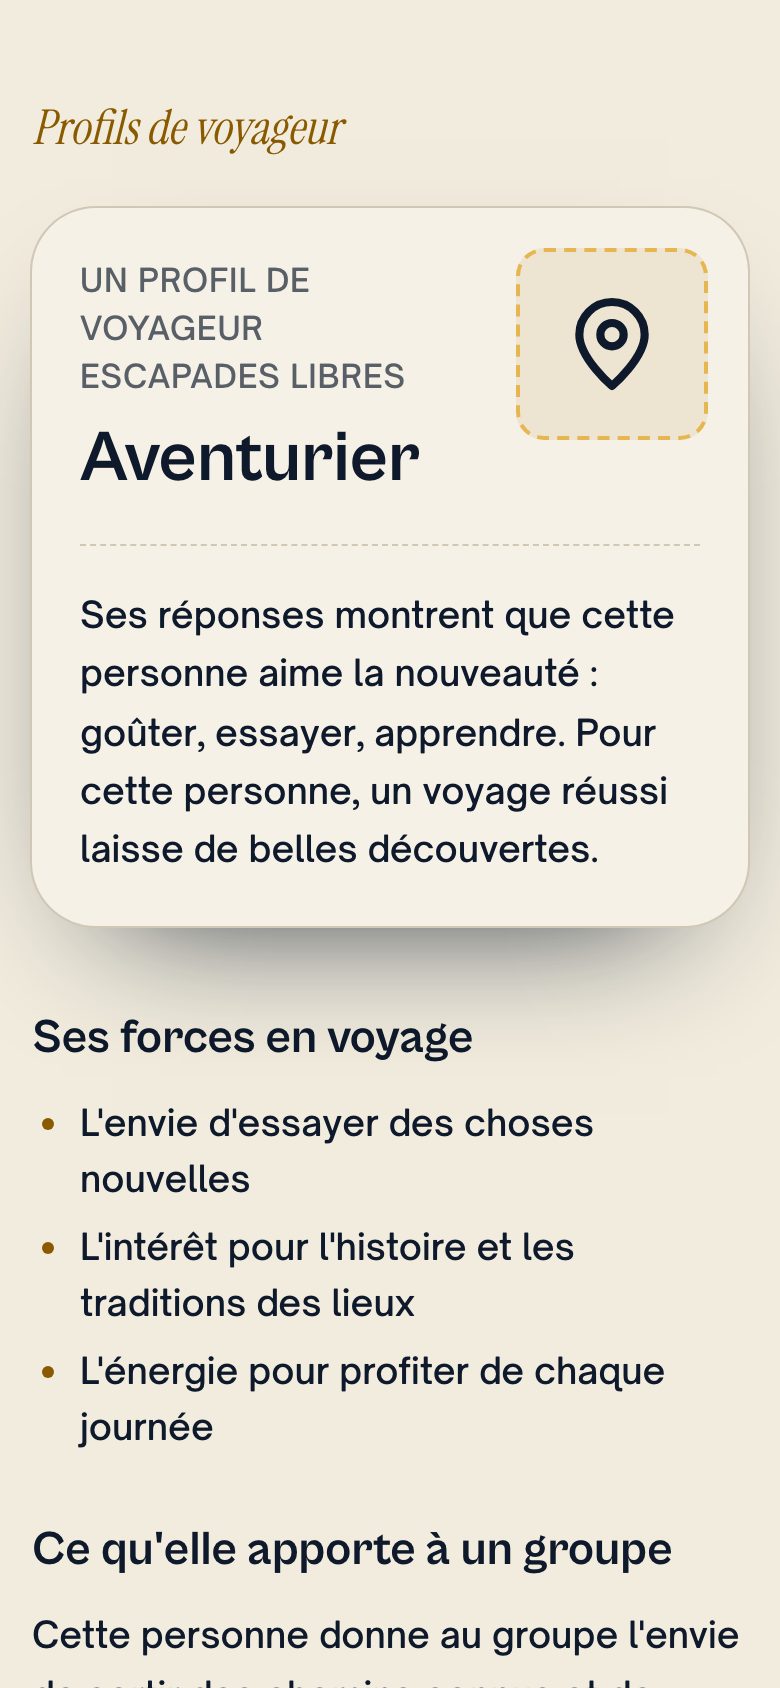 Profils de voyageur
UN PROFIL DE
VOYAGEUR
ESCAPADES LIBRES
Aventurier
Ses réponses montrent que cette
personne aime la nouveauté :
goûter, essayer, apprendre. Pour
cette personne, un voyage réussi
laisse de belles découvertes.
Ses forces en voyage
• L'envie d'essayer des choses
nouvelles
• L'intérêt pour l'histoire et les
traditions des lieux
• L'énergie pour profiter de chaque
journée
Ce qu'elle apporte à un groupe
Cette personne donne au groupe l'envie